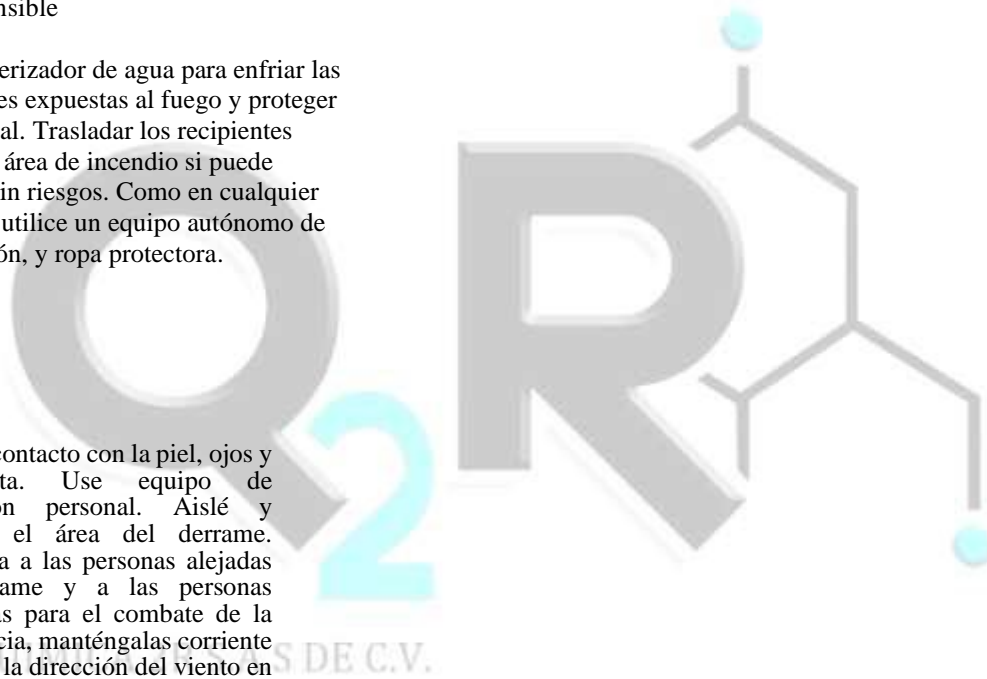 nsible
erizador de agua para enfriar las
es expuestas al fuego y proteger
al. Trasladar los recipientes
área de incendio si puede
in riesgos. Como en cualquier
utilice un equipo autónomo de
ón, y ropa protectora.
Q2R
contacto con la piel, ojos y
ta. Use equipo de
ón personal. Aislé y
el área del derrame.
a a las personas alejadas
ame y a las personas
as para el combate de la
cia, manténgalas corriente
la dirección del viento en
S DE C.V.